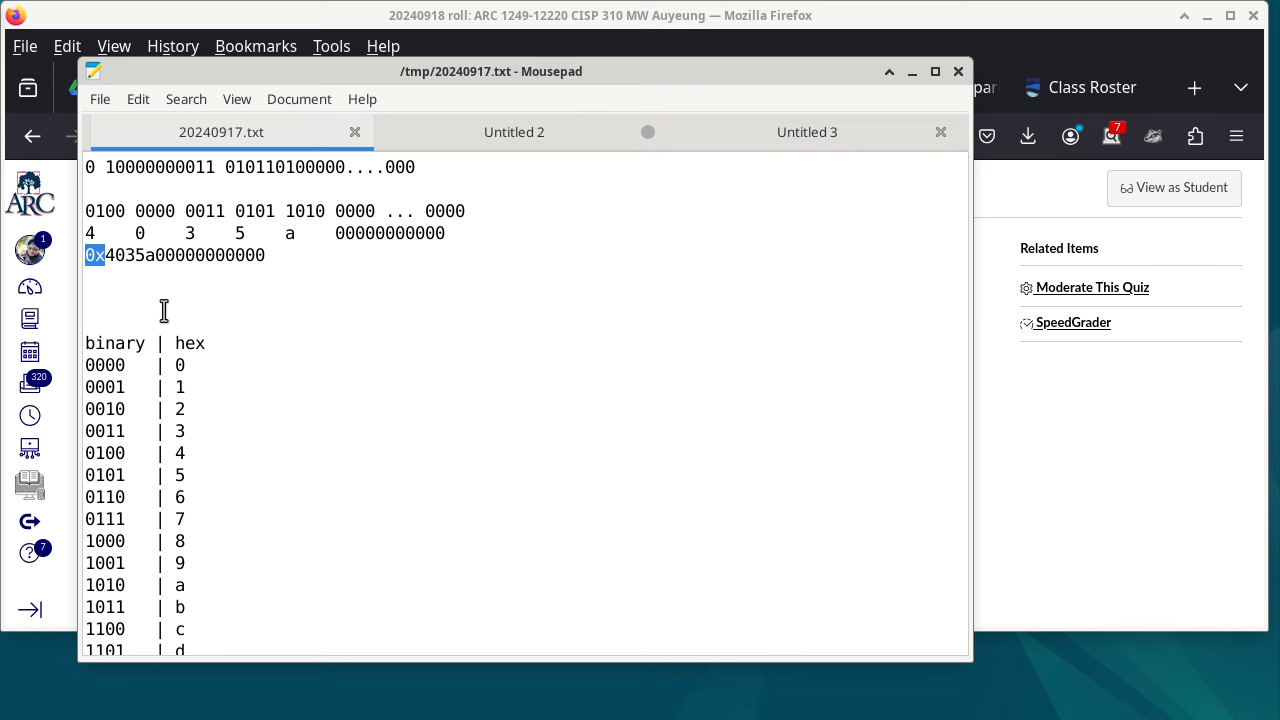 20240918 roll: ARC 1249-12220 CISP 310 MW Auyeung — Mozilla Firefox
File Edit View History Bookmarks Tools Help
/tmp/20240917.txt - Mousepad
Class Roster
File Edit Search View Document Help
20240917.txt Untitled 2 Untitled 3
7
0 10000000011 010110100000....000
0100 0000 0011 0101 1010 0000 ... 0000
4 0 3 5 a 00000000000
0x4035a00000000000
binary | hex
0000 | 0
0001 | 1
0010 | 2
0011 | 3
0100 | 4
0101 | 5
0110 | 6
0111 | 7
1000 | 8
1001 | 9
1010 | a
1011 | b
1100 | c
1101 | d
ARC
1
320
7
View as Student
Related Items
Moderate This Quiz
SpeedGrader